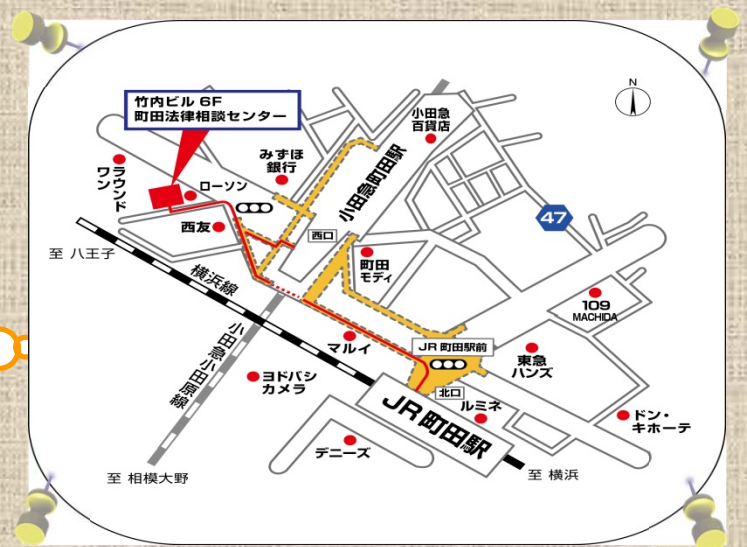 竹内ビル 6F
町田法律相談センター
N
小田急
百貨店
みずほ
銀行
小田急町田駅
ラウンド
ワン
ローソン
西友
西口
47
町田
モディ
至 八王子
横浜線
109
MACHIDA
小田急小田原線
マルイ
JR 町田駅前
東急
ハンズ
ヨドバシ
カメラ
北口
ルミネ
JR町田駅
ドン・
キホーテ
デニーズ
至 相模大野
至 横浜